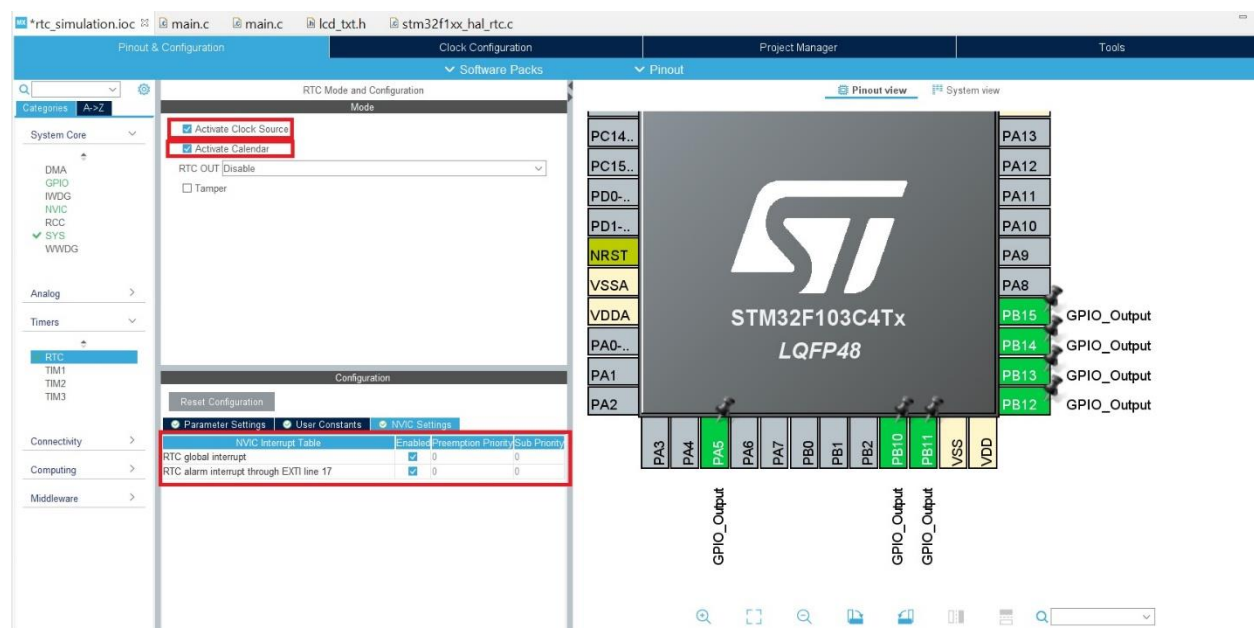 *rtc_simulation.ioc main.c main.c lcd_txt.h stm32f1xx_hal_rtc.c
Pinout & Configuration Clock Configuration Project Manager Tools
Software Packs Pinout
Categories A->Z
System Core
DMA
GPIO
IWDG
NVIC
RCC
SYS
WWDG
Analog
Timers
RTC
TIM1
TIM2
TIM3
Connectivity
Computing
Middleware
RTC Mode and Configuration
Mode
Activate Clock Source
Activate Calendar
RTC OUT Disable
Tamper
Configuration
Reset Configuration
Parameter Settings User Constants NVIC Settings
NVIC Interrupt Table Enabled Preemption Priority Sub Priority
RTC global interrupt 0 0
RTC alarm interrupt through EXTI line 17 0 0
Pinout view System view
PC14..
PC15..
PD0-..
PD1-..
NRST
VSSA
VDDA
PA0-..
PA1
PA2
ST
STM32F103C4Tx
LQFP48
PA13
PA12
PA11
PA10
PA9
PA8
PB15 GPIO_Output
PB14 GPIO_Output
PB13 GPIO_Output
PB12 GPIO_Output
PA3
PA4
PA5
PA6
PA7
PB0
PB1
PB2
PB10
PB11
VSS
VDD
GPIO_Output
GPIO_Output
GPIO_Output